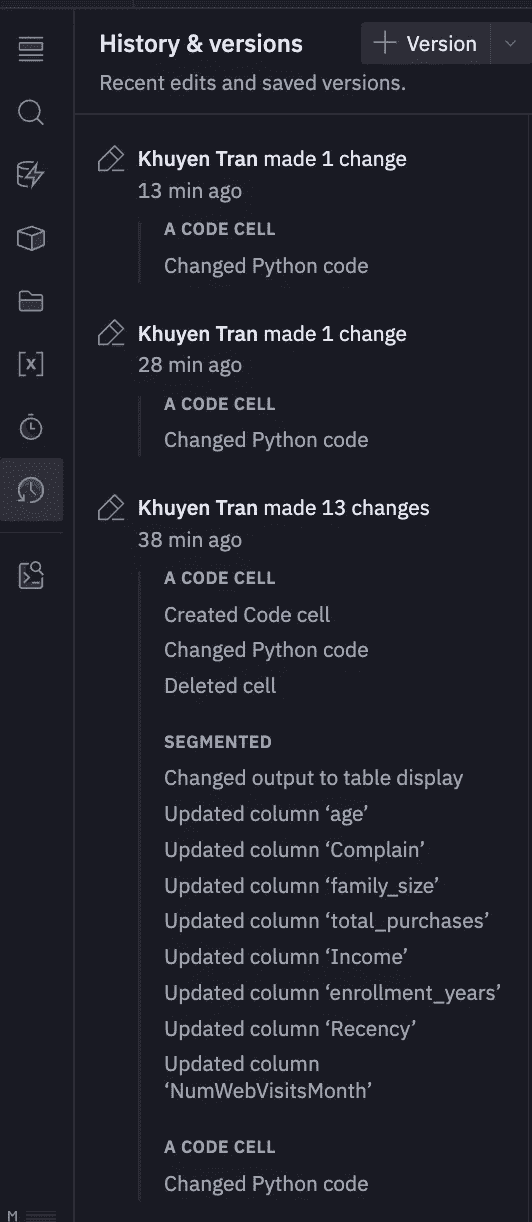 History & versions
Version
Recent edits and saved versions.
Khuyen Tran made 1 change
13 min ago
A CODE CELL
Changed Python code
Khuyen Tran made 1 change
28 min ago
A CODE CELL
Changed Python code
[x]
Khuyen Tran made 13 changes
38 min ago
A CODE CELL
Created Code cell
Changed Python code
Deleted cell
SEGMENTED
Changed output to table display
Updated column ‘age’
Updated column ‘Complain’
Updated column ‘family_size’
Updated column ‘total_purchases’
Updated column ‘Income’
Updated column ‘enrollment_years’
Updated column ‘Recency’
Updated column
‘NumWebVisitsMonth’
A CODE CELL
Changed Python code
M